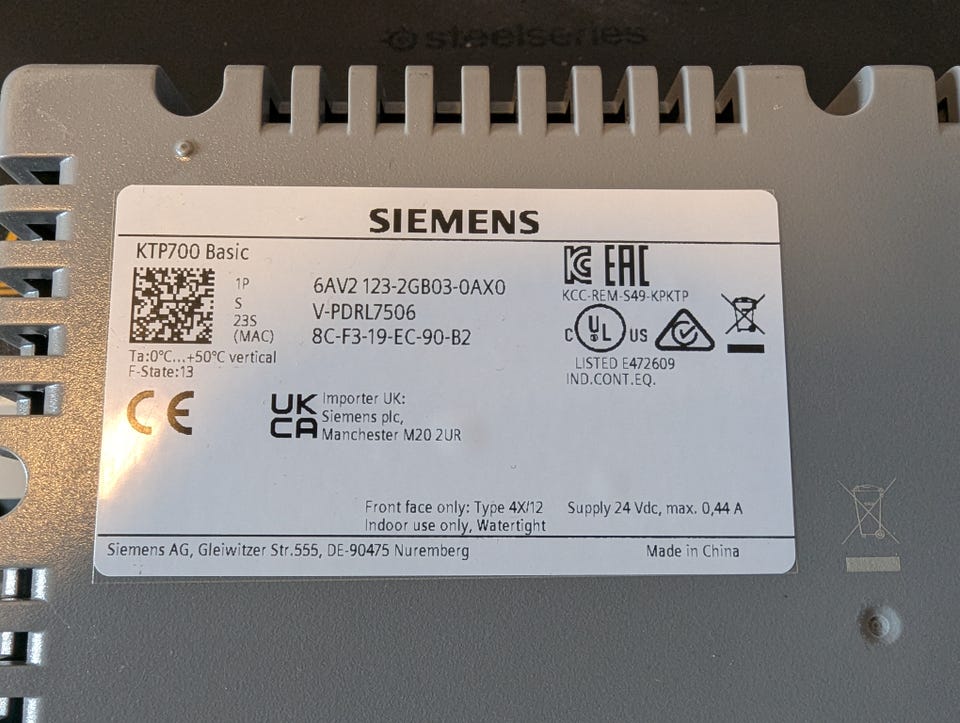 steelseries
SIEMENS
KTP700 Basic
1P 6AV2 123-2GB03-0AX0
S V-PDRL7506
23S
(MAC) 8C-F3-19-EC-90-B2
Ta:0°C...+50°C vertical
F-State:13
CE
UK
CA
Importer UK:
Siemens plc,
Manchester M20 2UR
KC EAC
KCC-REM-S49-KPKTP
C UL US
LISTED E472609
IND.CONT.EQ.
Front face only: Type 4X/12
Indoor use only, Watertight
Supply 24 Vdc, max. 0,44 A
Siemens AG, Gleiwitzer Str.555, DE-90475 Nuremberg
Made in China